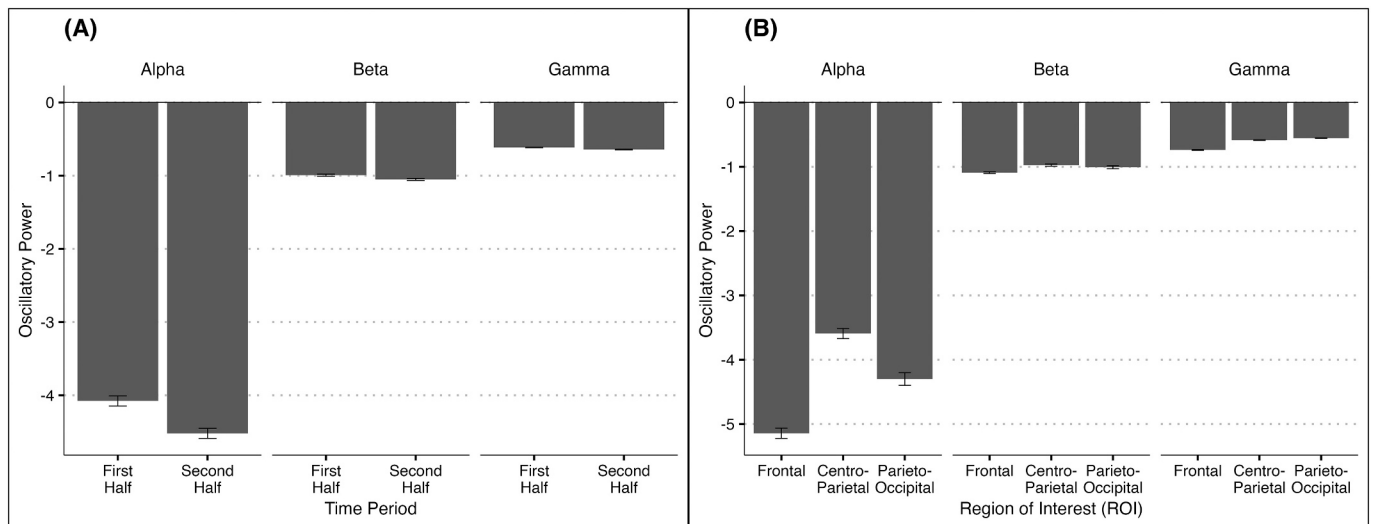 (A)
Alpha
Beta
Gamma
0
-1
-2
-3
-4
Oscillatory Power
First
Half
Second
Half
First
Half
Second
Half
First
Half
Second
Half
Time Period
(B)
Alpha
Beta
Gamma
0
-1
-2
-3
-4
-5
Oscillatory Power
Frontal
Centro-
Parietal
Parieto-
Occipital
Frontal
Centro-
Parietal
Parieto-
Occipital
Frontal
Centro-
Parietal
Parieto-
Occipital
Region of Interest (ROI)